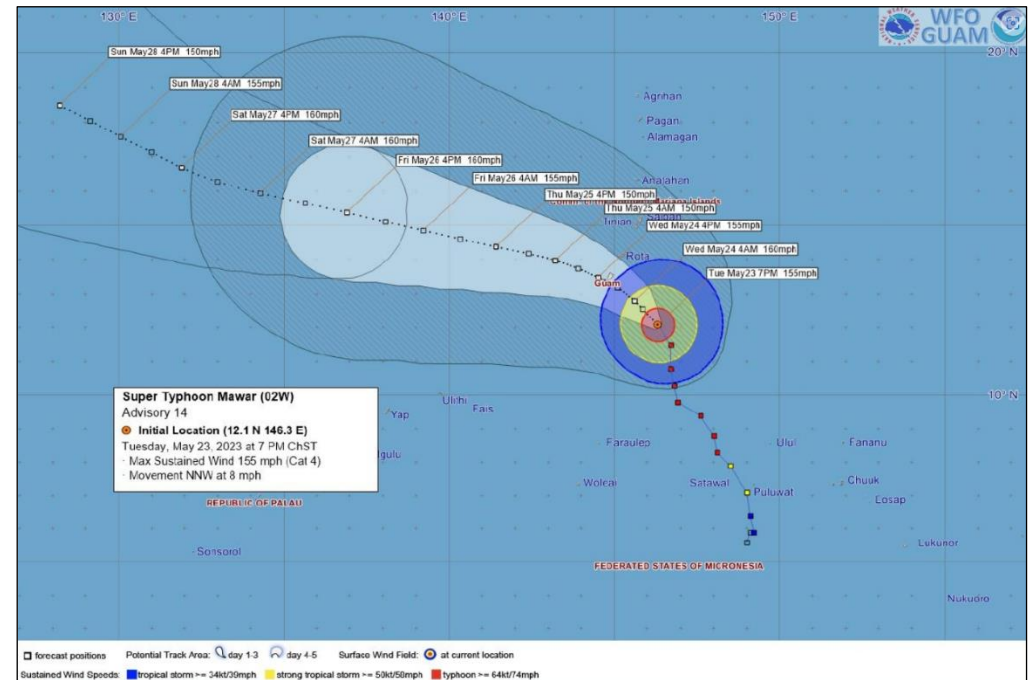 130° E
140° E
150° E
WFO
GUAM
20° N
Sun May28 4PM 150mph
Sun May28 4AM 155mph
Sat May27 4PM 160mph
Sat May27 4AM 160mph
Fri May26 4PM 160mph
Fri May26 4AM 155mph
Thu May25 4PM 150mph
Thu May25 4AM 150mph
Wed May24 4PM 155mph
Wed May24 4AM 160mph
Tue May23 7PM 155mph
Agrihan
Pagan
Alamagan
Anatahan
Mariana Islands
Tinian
Saipan
Rota
Guam
10° N
Super Typhoon Mawar (02W)
Advisory 14
Initial Location (12.1 N 146.3 E)
Tuesday, May 23, 2023 at 7 PM ChST
- Max Sustained Wind 155 mph (Cat 4)
- Movement NNW at 8 mph
Ulithi
Fais
Yap
Ngulu
Faraulep
Ulul
Fananu
Woleai
Satawal
Puluwat
Chuuk
Losap
REPUBLIC OF PALAU
Sonsorol
Lukunor
FEDERATED STATES OF MICRONESIA
Nukuoro
forecast positions Potential Track Area: day 1-3 day 4-5 Surface Wind Field: at current location
Sustained Wind Speeds: tropical storm >= 34kt/39mph strong tropical storm >= 50kt/58mph typhoon >= 64kt/74mph